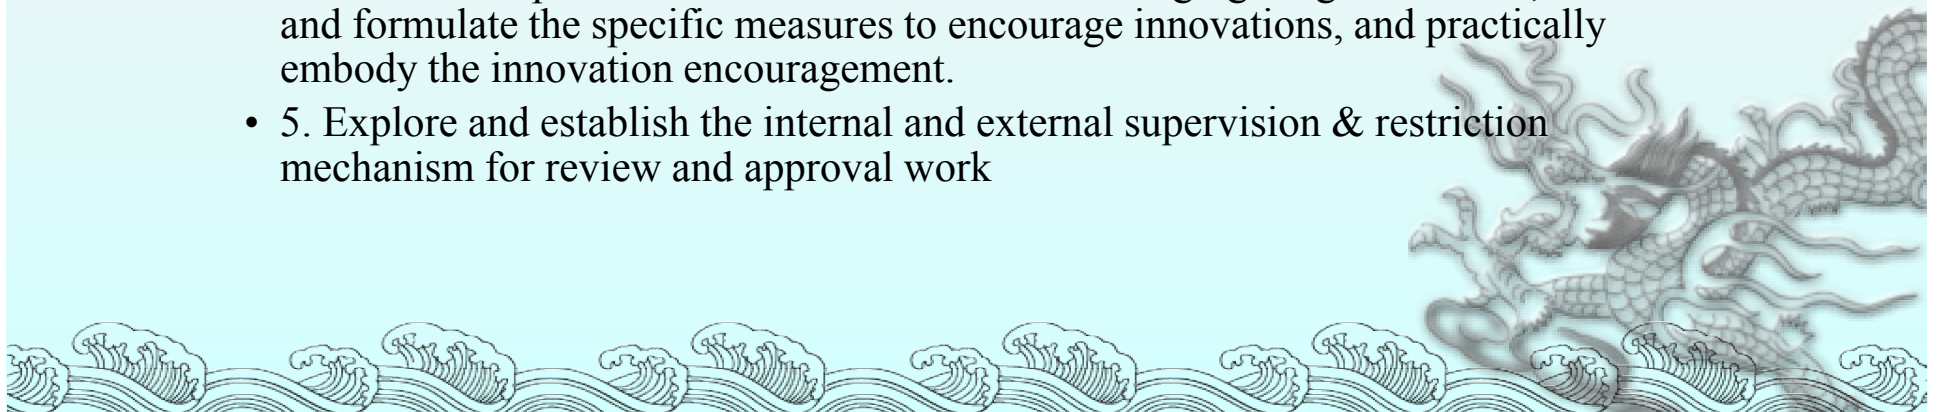 and formulate the specific measures to encourage innovations, and practically
embody the innovation encouragement.
• 5. Explore and establish the internal and external supervision & restriction
mechanism for review and approval work